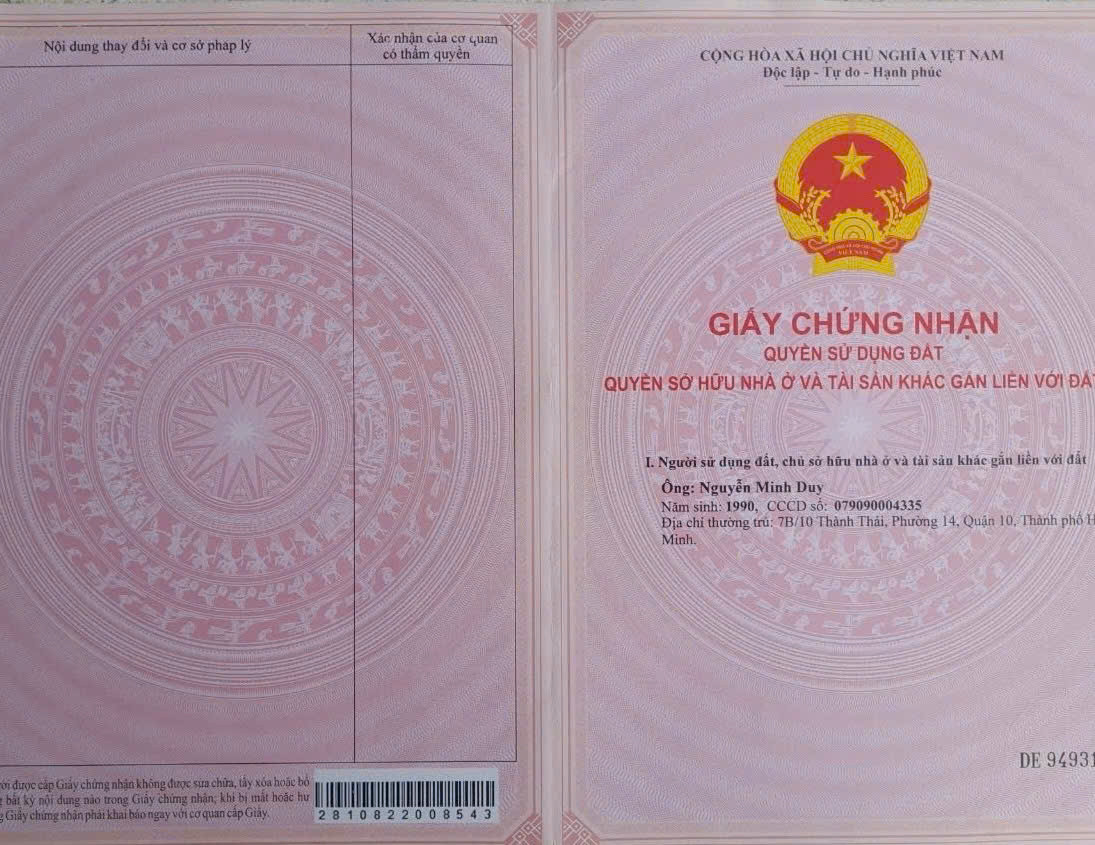 Nội dung thay đổi và cơ sở pháp lý
Xác nhận của cơ quan
có thẩm quyền
được cấp Giấy chứng nhận không được sửa chữa, tẩy xóa hoặc bổ
bất kỳ nội dung nào trong Giấy chứng nhận; khi bị mất hoặc hư
Giấy chứng nhận phải khai báo ngay với cơ quan cấp Giấy.
2810822008543
CỘNG HÒA XÃ HỘI CHỦ NGHĨA VIỆT NAM
Độc lập - Tự do - Hạnh phúc
VIỆT NAM
GIẤY CHỨNG NHẬN
QUYỀN SỬ DỤNG ĐẤT
QUYỀN SỞ HỮU NHÀ Ở VÀ TÀI SẢN KHÁC GẮN LIỀN VỚI ĐẤT
I. Người sử dụng đất, chủ sở hữu nhà ở và tài sản khác gắn liền với đất
Ông: Nguyễn Minh Duy
Năm sinh: 1990, CCCD số: 079090004335
Địa chỉ thường trú: 7B/10 Thành Thái, Phường 14, Quận 10, Thành phố H
Minh.
DE 94931